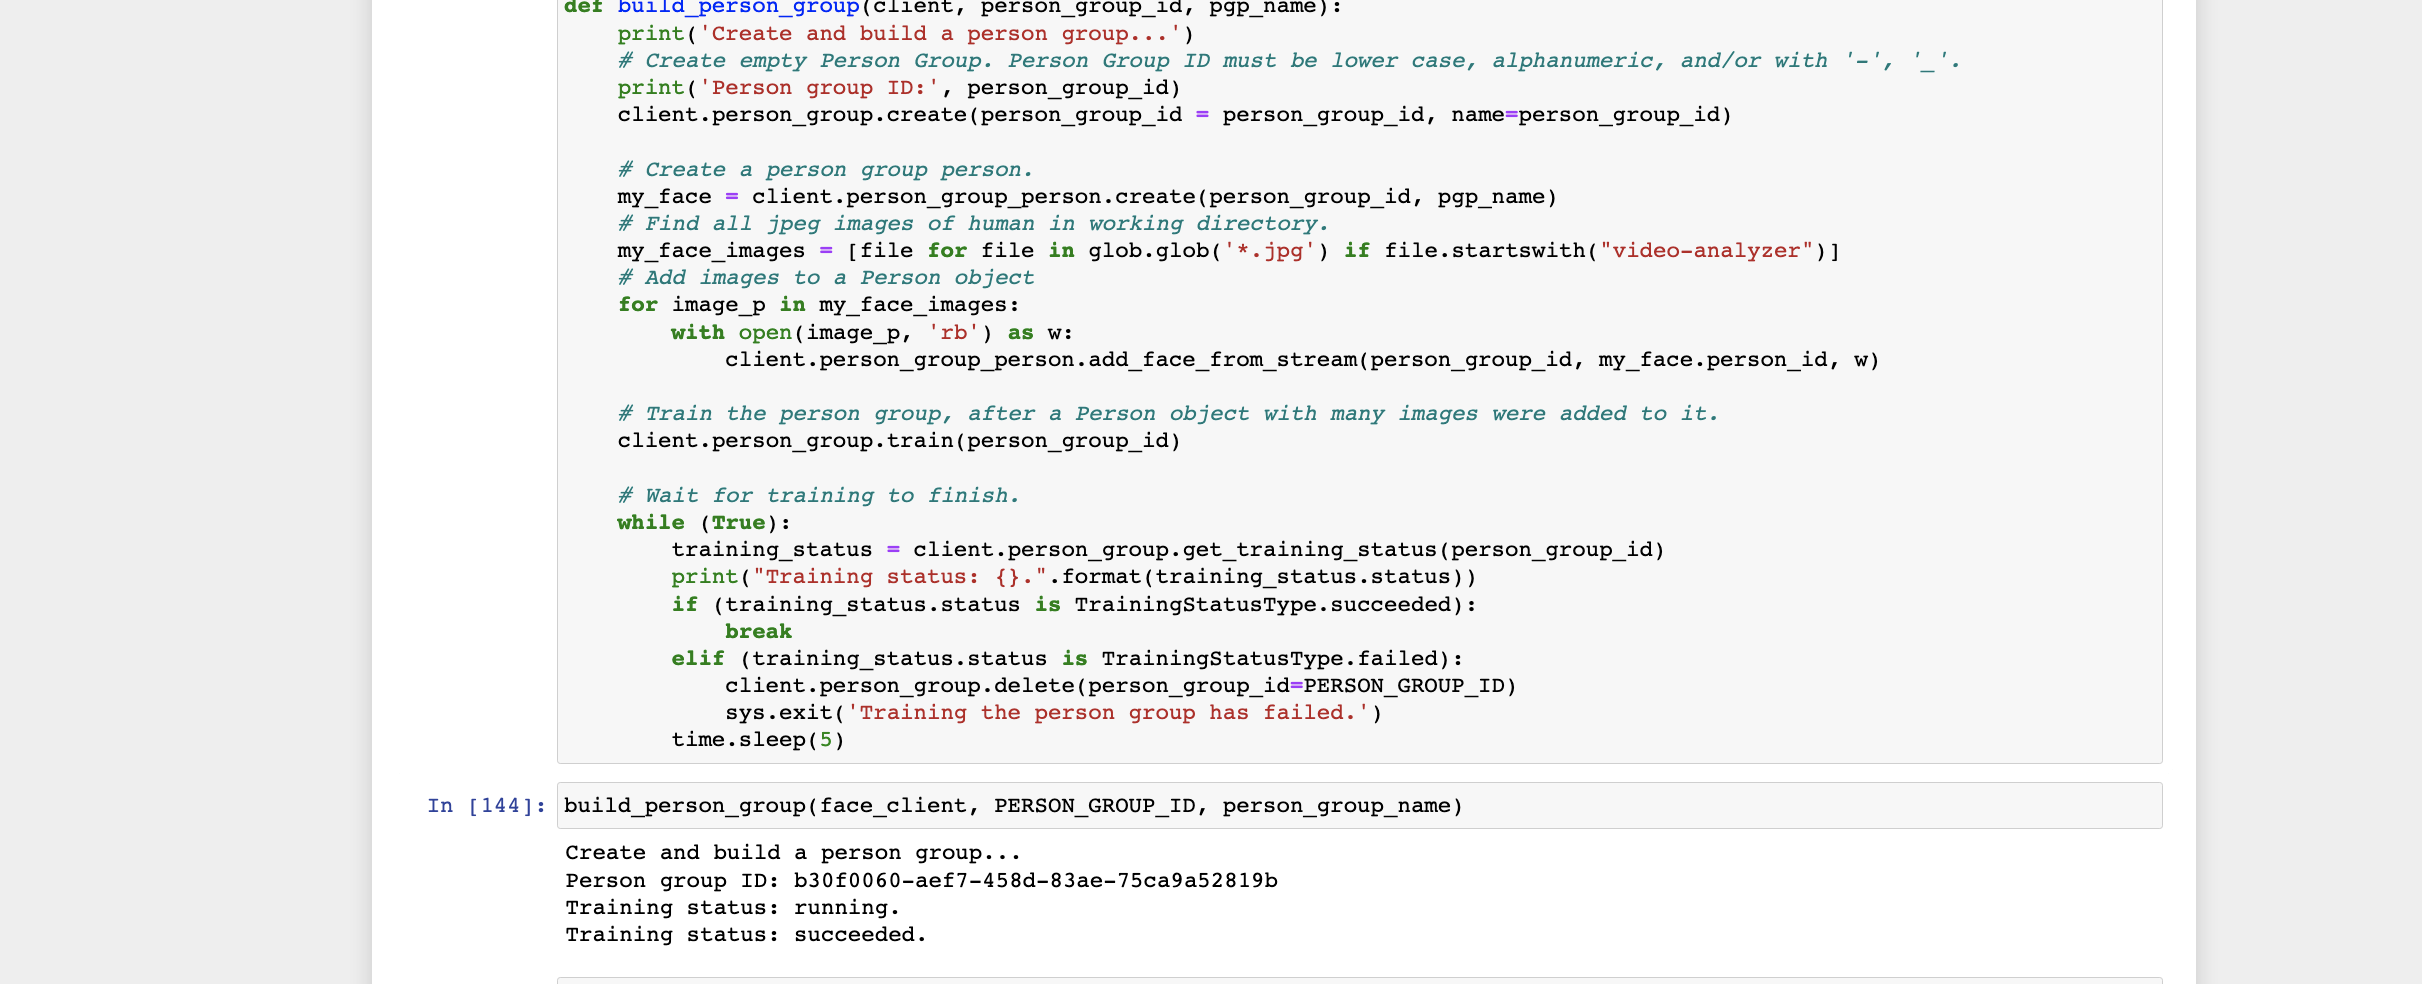 def build_person_group(client, person_group_id, pgp_name):
    print('Create and build a person group...')
    # Create empty Person Group. Person Group ID must be lower case, alphanumeric, and/or with '-', '_'.
    print('Person group ID:', person_group_id)
    client.person_group.create(person_group_id = person_group_id, name=person_group_id)

    # Create a person group person.
    my_face = client.person_group_person.create(person_group_id, pgp_name)
    # Find all jpeg images of human in working directory.
    my_face_images = [file for file in glob.glob('*.jpg') if file.startswith("video-analyzer")]
    # Add images to a Person object
    for image_p in my_face_images:
        with open(image_p, 'rb') as w:
            client.person_group_person.add_face_from_stream(person_group_id, my_face.person_id, w)

    # Train the person group, after a Person object with many images were added to it.
    client.person_group.train(person_group_id)

    # Wait for training to finish.
    while (True):
        training_status = client.person_group.get_training_status(person_group_id)
        print("Training status: {}.".format(training_status.status))
        if (training_status.status is TrainingStatusType.succeeded):
            break
        elif (training_status.status is TrainingStatusType.failed):
            client.person_group.delete(person_group_id=PERSON_GROUP_ID)
            sys.exit('Training the person group has failed.')
        time.sleep(5)
In [144]: build_person_group(face_client, PERSON_GROUP_ID, person_group_name)
Create and build a person group...
Person group ID: b30f0060-aef7-458d-83ae-75ca9a52819b
Training status: running.
Training status: succeeded.